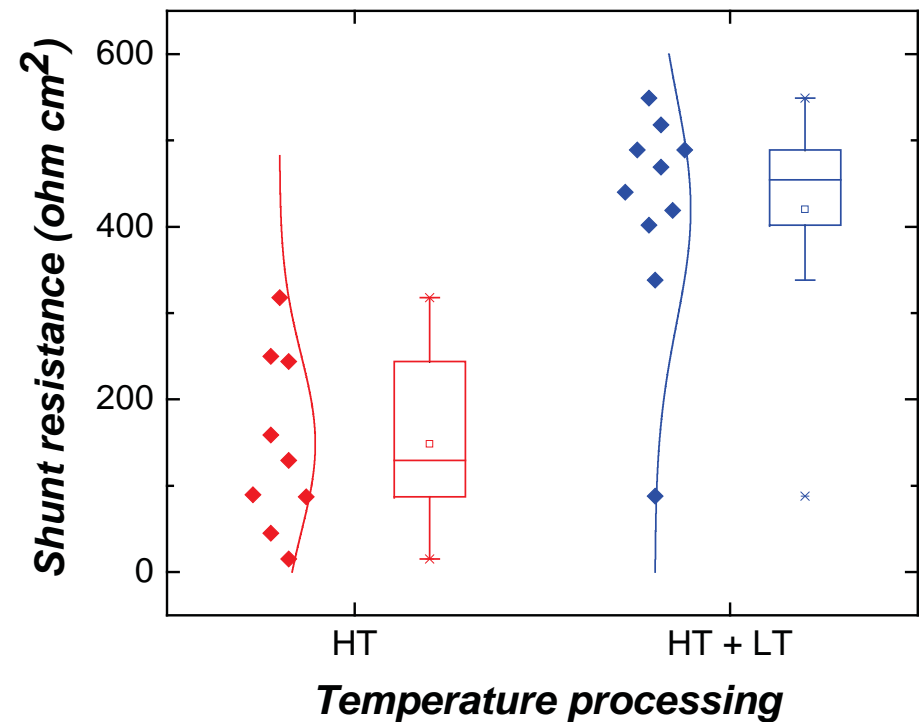 Shunt resistance (ohm cm²)
600
400
200
0
HT
HT + LT
Temperature processing